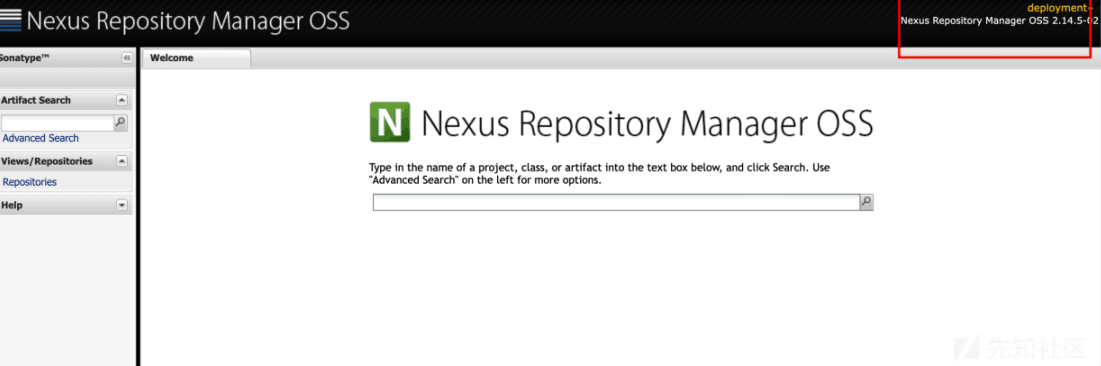 Nexus Repository Manager OSS
deployment
Nexus Repository Manager OSS 2.14.5-02
Sonatype™
Welcome
Artifact Search
Advanced Search
Views/Repositories
Repositories
Help
N Nexus Repository Manager OSS
Type in the name of a project, class, or artifact into the text box below, and click Search. Use
"Advanced Search" on the left for more options.
先知社区